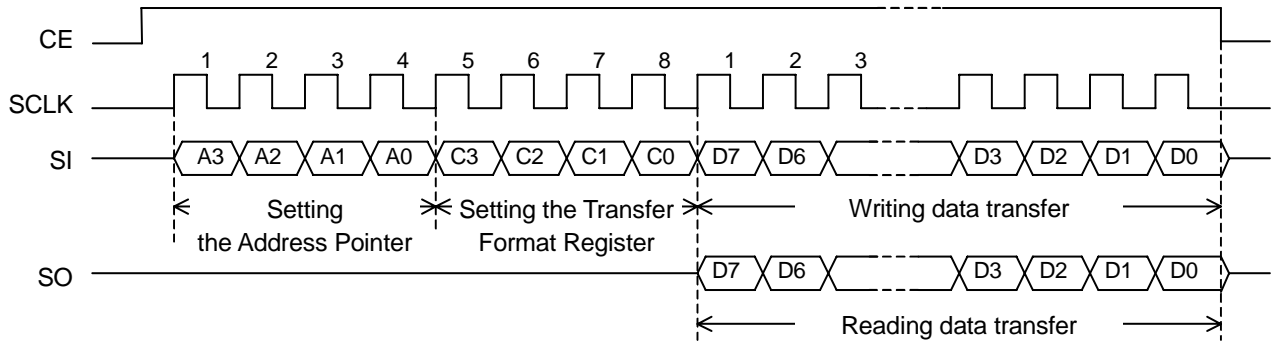 CE
1 2 3 4 5 6 7 8 1 2 3
SCLK
SI A3 A2 A1 A0 C3 C2 C1 C0 D7 D6 D3 D2 D1 D0
Setting Setting the Transfer Writing data transfer
the Address Pointer Format Register
SO D7 D6 D3 D2 D1 D0
Reading data transfer